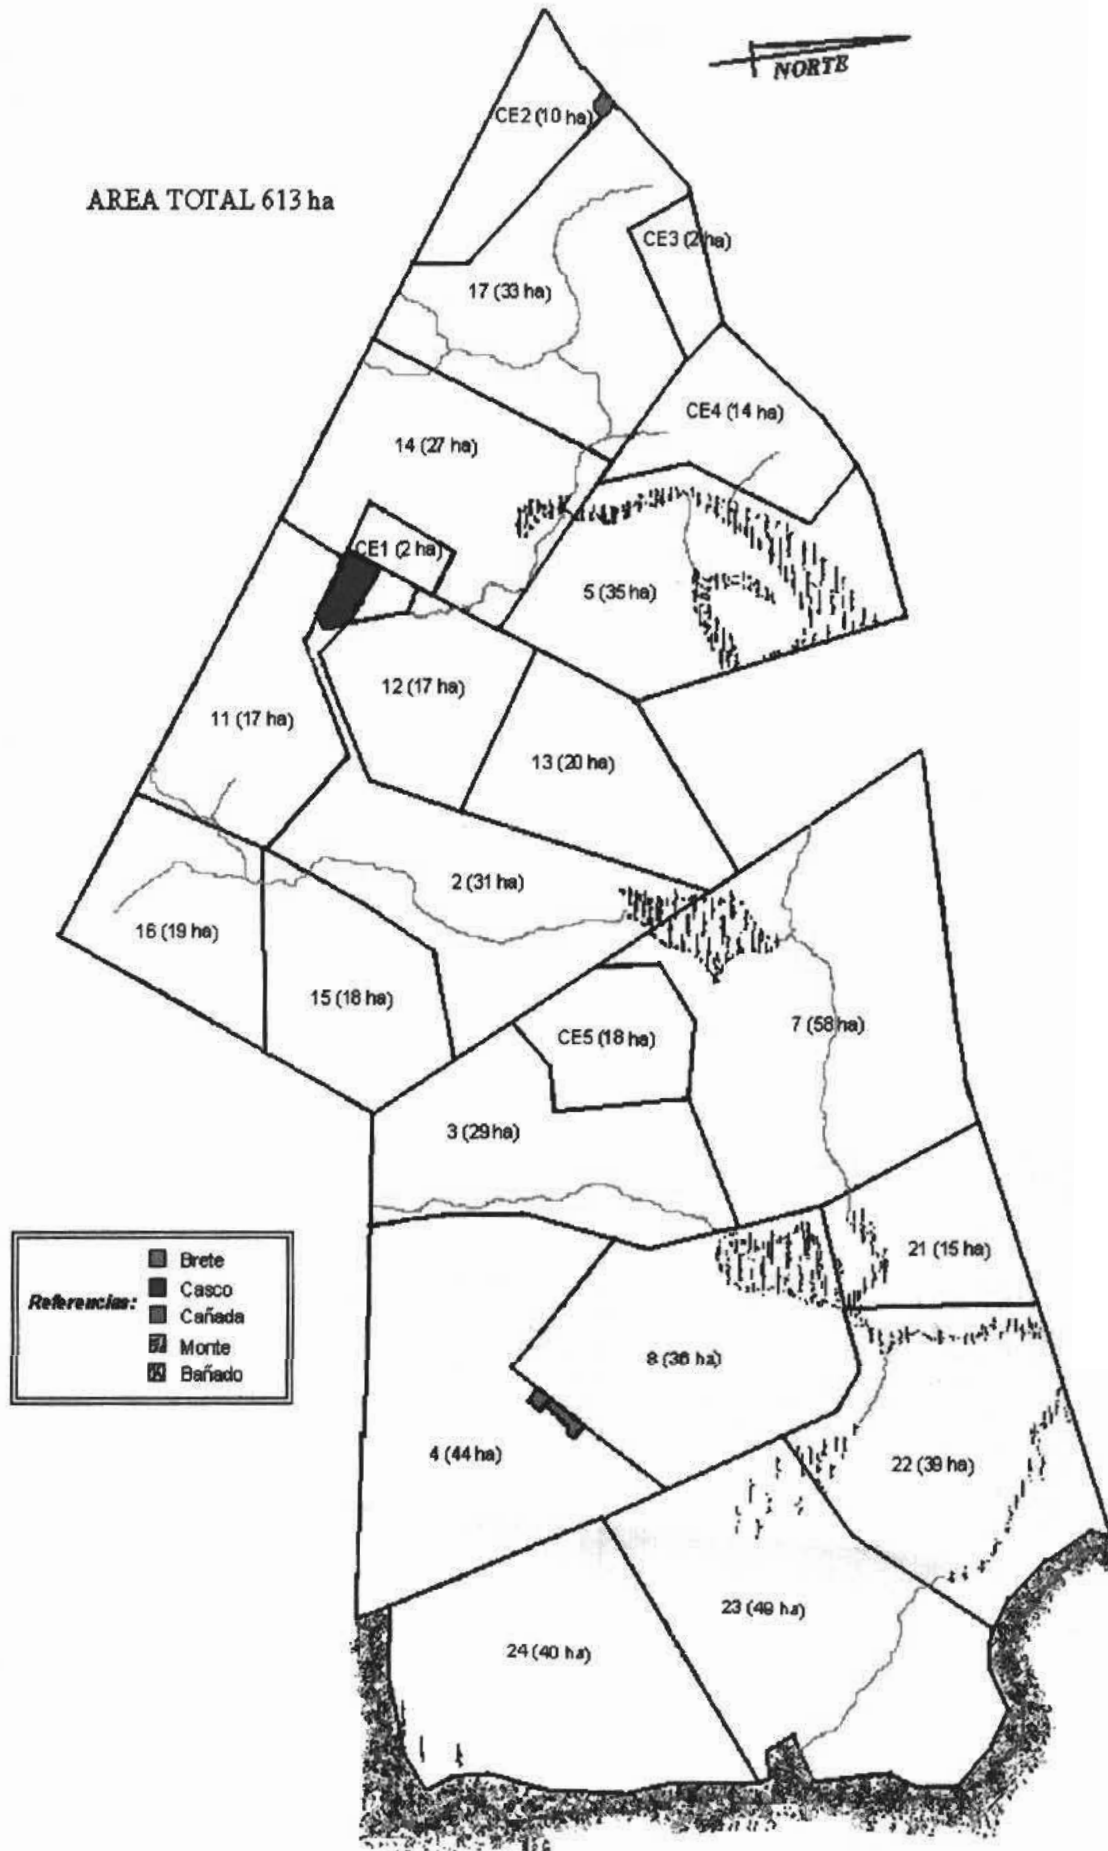 NORTE
CE2 (10 ha)
AREA TOTAL 613 ha
CE3 (2 ha)
17 (33 ha)
CE4 (14 ha)
14 (27 ha)
CE1 (2 ha)
5 (35 ha)
12 (17 ha)
11 (17 ha)
13 (20 ha)
2 (31 ha)
16 (19 ha)
15 (18 ha)
7 (58 ha)
CE5 (18 ha)
3 (29 ha)
21 (15 ha)
Referencias:
Brete
Casco
Cañada
Monte
Bañado
8 (36 ha)
4 (44 ha)
22 (39 ha)
23 (49 ha)
24 (40 ha)